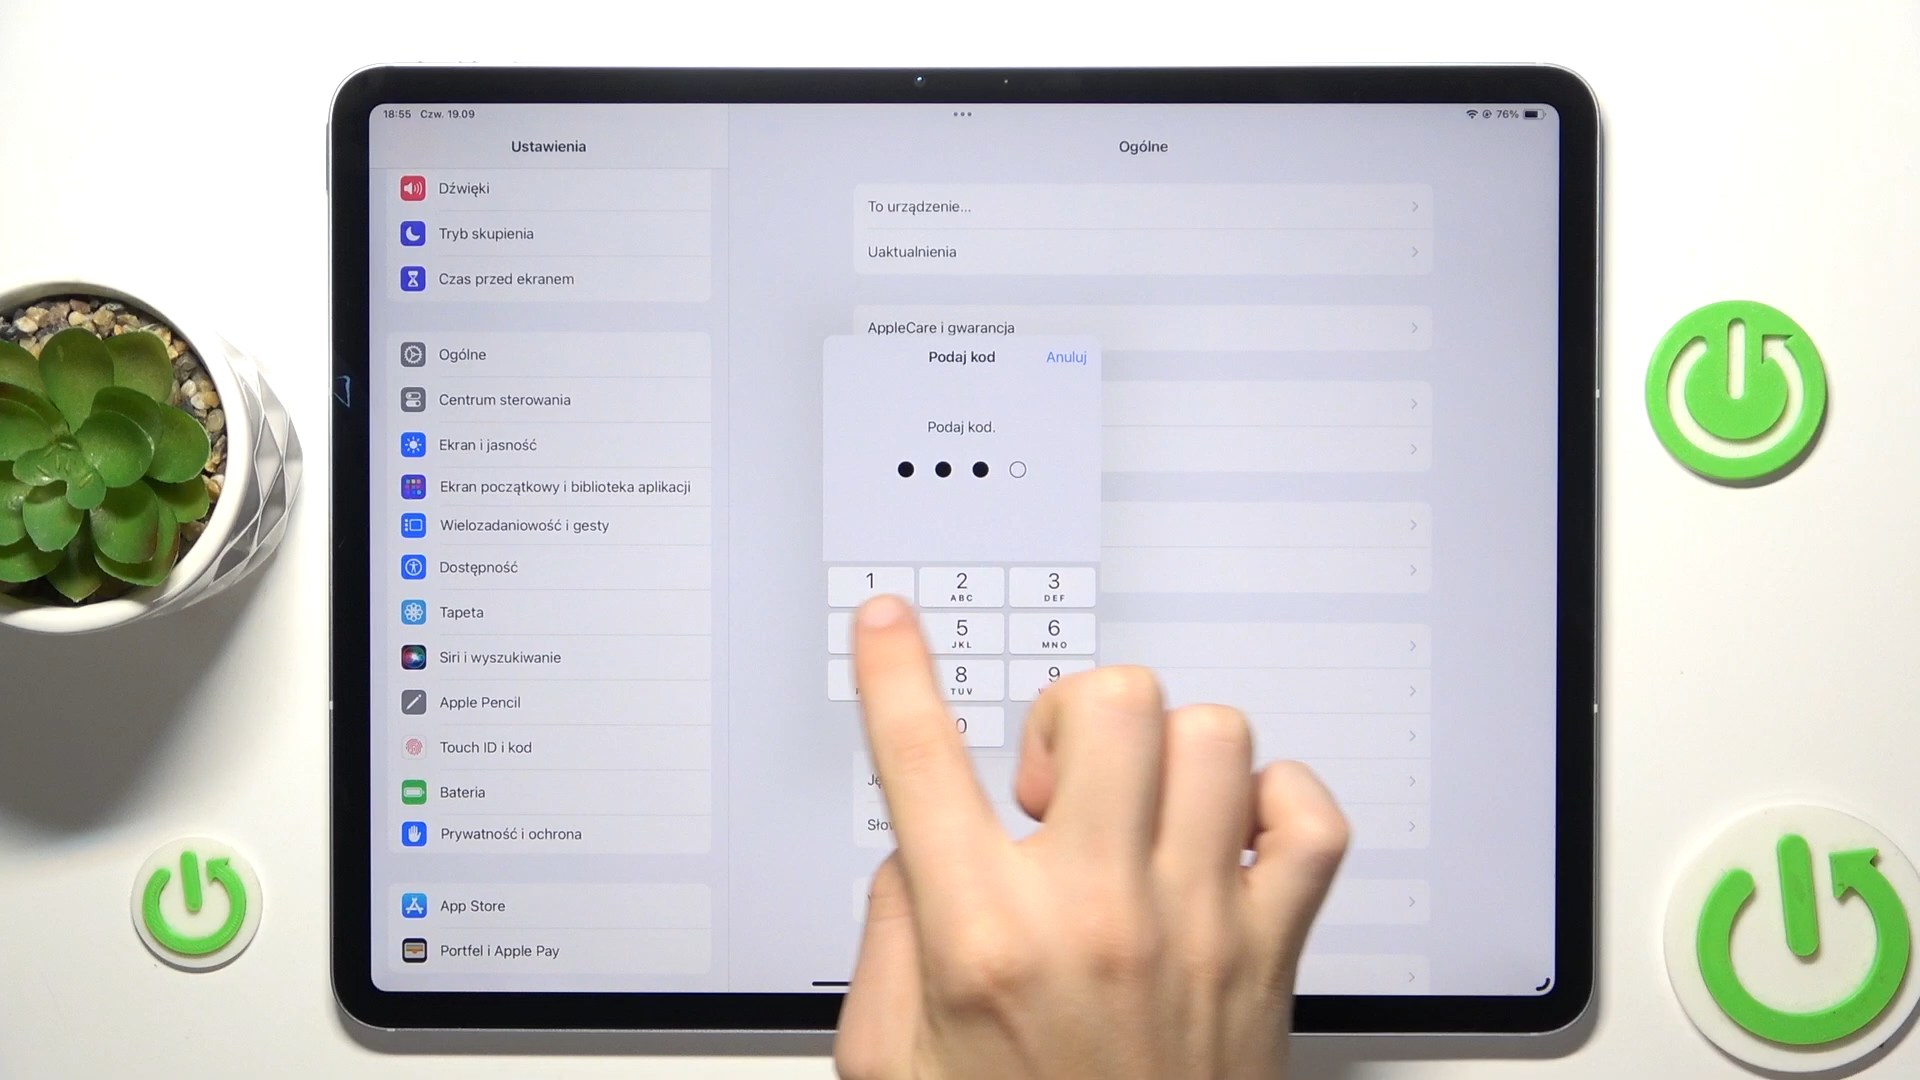 18:55 Czw. 19.09
76%
Ustawienia
Dźwięki
Tryb skupienia
Czas przed ekranem
Ogólne
Centrum sterowania
Ekran i jasność
Ekran początkowy i biblioteka aplikacji
Wielozadaniowość i gesty
Dostępność
Tapeta
Siri i wyszukiwanie
Apple Pencil
Touch ID i kod
Bateria
Prywatność i ochrona
App Store
Portfel i Apple Pay
Ogólne
To urządzenie...
Uaktualnienia
AppleCare i gwarancja
Podaj kod Anuluj
Podaj kod.
1 2 3
ABC DEF
5 6
JKL MNO
8 9
TUV
0